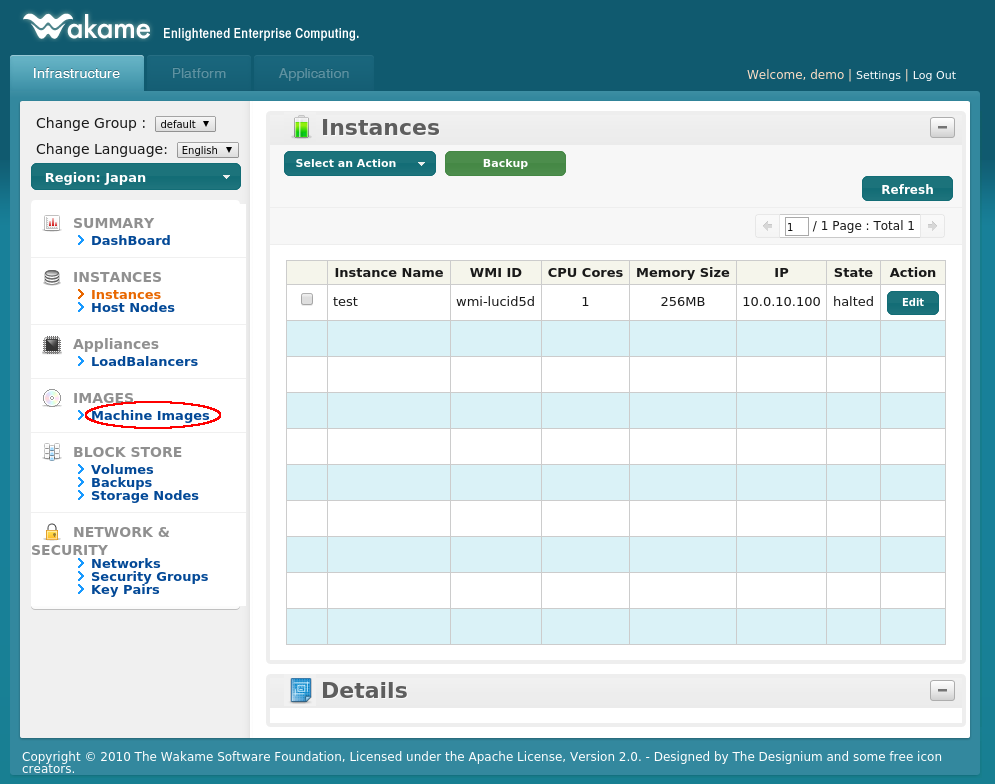 Wakame Enlightened Enterprise Computing.
Infrastructure Platform Application
Welcome, demo | Settings | Log Out
Change Group : default
Change Language: English
Region: Japan
SUMMARY
DashBoard
INSTANCES
Instances
Host Nodes
Appliances
LoadBalancers
IMAGES
Machine Images
BLOCK STORE
Volumes
Backups
Storage Nodes
NETWORK &
SECURITY
Networks
Security Groups
Key Pairs
Instances
Select an Action Backup
Refresh
1 / 1 Page : Total 1
Instance Name WMI ID CPU Cores Memory Size IP State Action
test wmi-lucid5d 1 256MB 10.0.10.100 halted Edit
Details
Copyright © 2010 The Wakame Software Foundation, Licensed under the Apache License, Version 2.0. - Designed by The Designium and some free icon
creators.